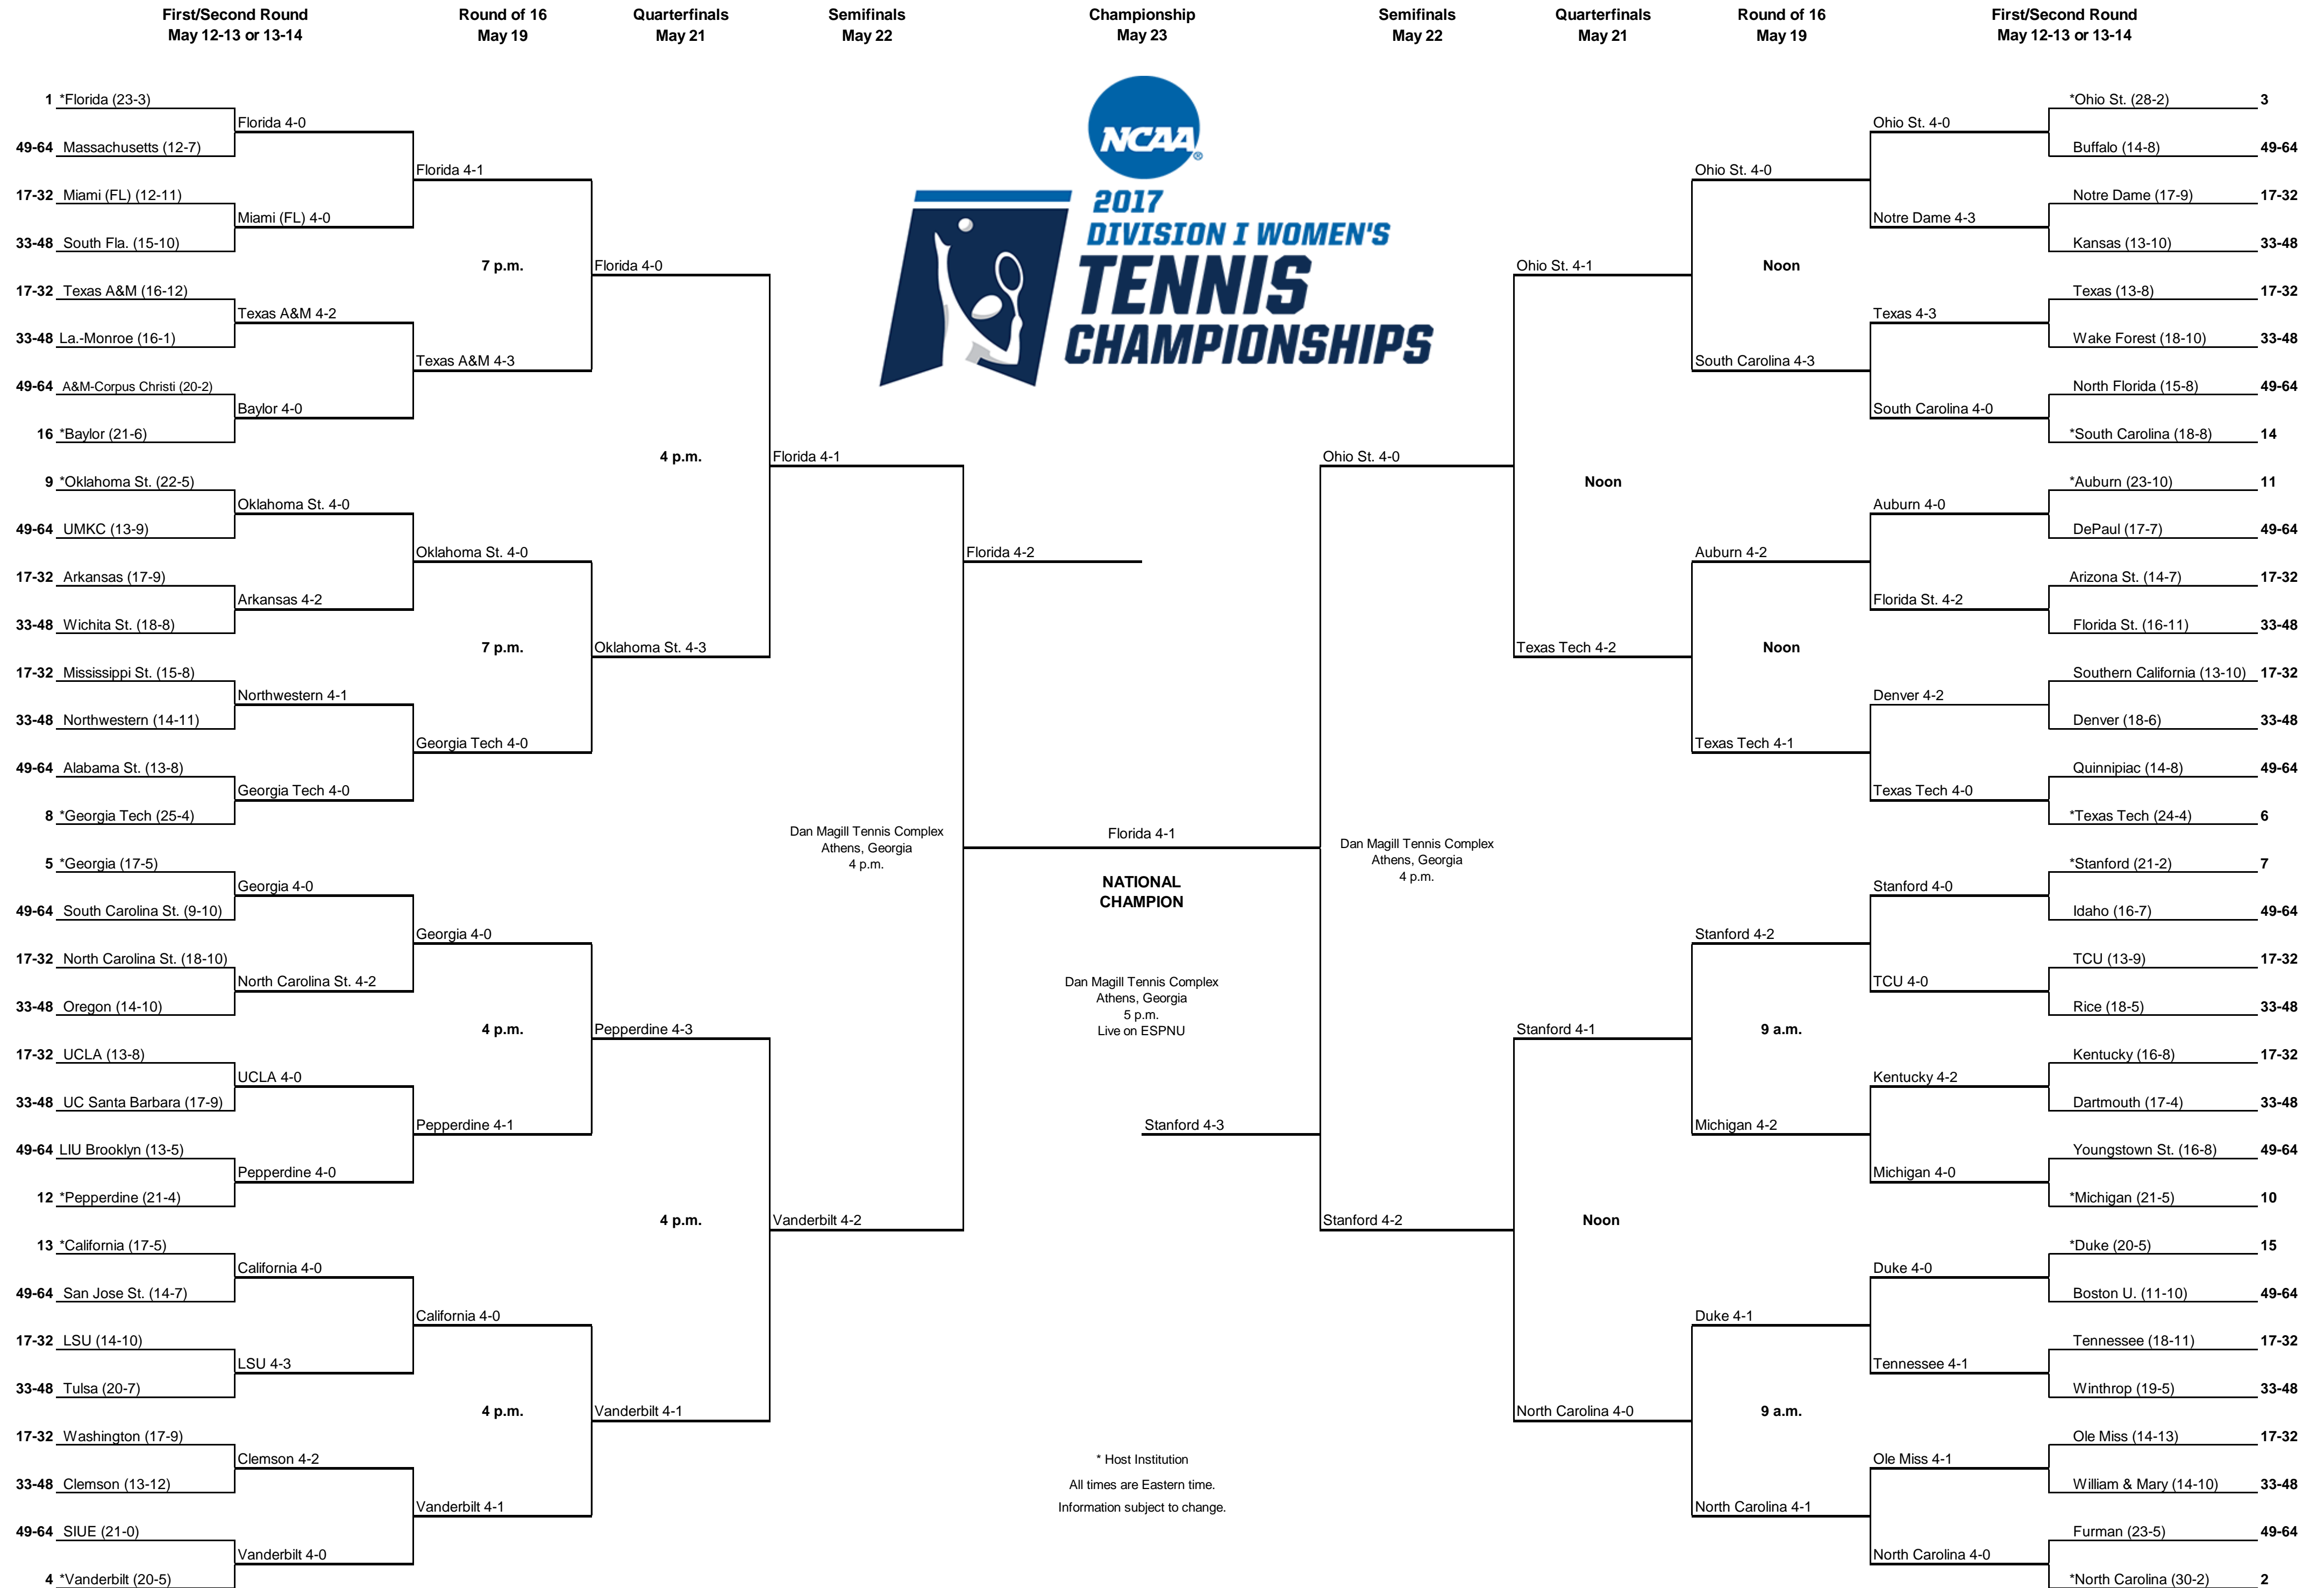 First/Second Round
May 12-13 or 13-14
Round of 16
May 19
Quarterfinals
May 21
Semifinals
May 22
Championship
May 23
Semifinals
May 22
Quarterfinals
May 21
Round of 16
May 19
First/Second Round
May 12-13 or 13-14
1 *Florida (23-3)
49-64 Massachusetts (12-7)
17-32 Miami (FL) (12-11)
33-48 South Fla. (15-10)
17-32 Texas A&M (16-12)
33-48 La.-Monroe (16-1)
49-64 A&M-Corpus Christi (20-2)
16 *Baylor (21-6)
9 *Oklahoma St. (22-5)
49-64 UMKC (13-9)
17-32 Arkansas (17-9)
33-48 Wichita St. (18-8)
17-32 Mississippi St. (15-8)
33-48 Northwestern (14-11)
49-64 Alabama St. (13-8)
8 *Georgia Tech (25-4)
5 *Georgia (17-5)
49-64 South Carolina St. (9-10)
17-32 North Carolina St. (18-10)
33-48 Oregon (14-10)
17-32 UCLA (13-8)
33-48 UC Santa Barbara (17-9)
49-64 LIU Brooklyn (13-5)
12 *Pepperdine (21-4)
13 *California (17-5)
49-64 San Jose St. (14-7)
17-32 LSU (14-10)
33-48 Tulsa (20-7)
17-32 Washington (17-9)
33-48 Clemson (13-12)
49-64 SIUE (21-0)
4 *Vanderbilt (20-5)
Florida 4-0
Miami (FL) 4-0
Texas A&M 4-2
Baylor 4-0
Oklahoma St. 4-0
Arkansas 4-2
Northwestern 4-1
Georgia Tech 4-0
Georgia 4-0
North Carolina St. 4-2
UCLA 4-0
Pepperdine 4-0
California 4-0
LSU 4-3
Clemson 4-2
Vanderbilt 4-0
Florida 4-1
7 p.m.
Texas A&M 4-3
Oklahoma St. 4-0
7 p.m.
Georgia Tech 4-0
Georgia 4-0
4 p.m.
Pepperdine 4-1
California 4-0
4 p.m.
Vanderbilt 4-1
Florida 4-0
4 p.m.
Oklahoma St. 4-3
Pepperdine 4-3
4 p.m.
Vanderbilt 4-1
Florida 4-1
Dan Magill Tennis Complex
Athens, Georgia
4 p.m.
Vanderbilt 4-2
NCAA®
2017
DIVISION I WOMEN'S
TENNIS
CHAMPIONSHIPS
Florida 4-2
Florida 4-1
NATIONAL
CHAMPION
Dan Magill Tennis Complex
Athens, Georgia
5 p.m.
Live on ESPNU
Stanford 4-3
* Host Institution
All times are Eastern time.
Information subject to change.
Ohio St. 4-0
Dan Magill Tennis Complex
Athens, Georgia
4 p.m.
Stanford 4-2
Ohio St. 4-1
Noon
Texas Tech 4-2
Stanford 4-1
Noon
North Carolina 4-0
Ohio St. 4-0
Noon
South Carolina 4-3
Auburn 4-2
Noon
Texas Tech 4-1
Stanford 4-2
9 a.m.
Michigan 4-2
Duke 4-1
9 a.m.
North Carolina 4-1
Ohio St. 4-0
Notre Dame 4-3
Texas 4-3
South Carolina 4-0
Auburn 4-0
Florida St. 4-2
Denver 4-2
Texas Tech 4-0
Stanford 4-0
TCU 4-0
Kentucky 4-2
Michigan 4-0
Duke 4-0
Tennessee 4-1
Ole Miss 4-1
North Carolina 4-0
*Ohio St. (28-2) 3
Buffalo (14-8) 49-64
Notre Dame (17-9) 17-32
Kansas (13-10) 33-48
Texas (13-8) 17-32
Wake Forest (18-10) 33-48
North Florida (15-8) 49-64
*South Carolina (18-8) 14
*Auburn (23-10) 11
DePaul (17-7) 49-64
Arizona St. (14-7) 17-32
Florida St. (16-11) 33-48
Southern California (13-10) 17-32
Denver (18-6) 33-48
Quinnipiac (14-8) 49-64
*Texas Tech (24-4) 6
*Stanford (21-2) 7
Idaho (16-7) 49-64
TCU (13-9) 17-32
Rice (18-5) 33-48
Kentucky (16-8) 17-32
Dartmouth (17-4) 33-48
Youngstown St. (16-8) 49-64
*Michigan (21-5) 10
*Duke (20-5) 15
Boston U. (11-10) 49-64
Tennessee (18-11) 17-32
Winthrop (19-5) 33-48
Ole Miss (14-13) 17-32
William & Mary (14-10) 33-48
Furman (23-5) 49-64
*North Carolina (30-2) 2